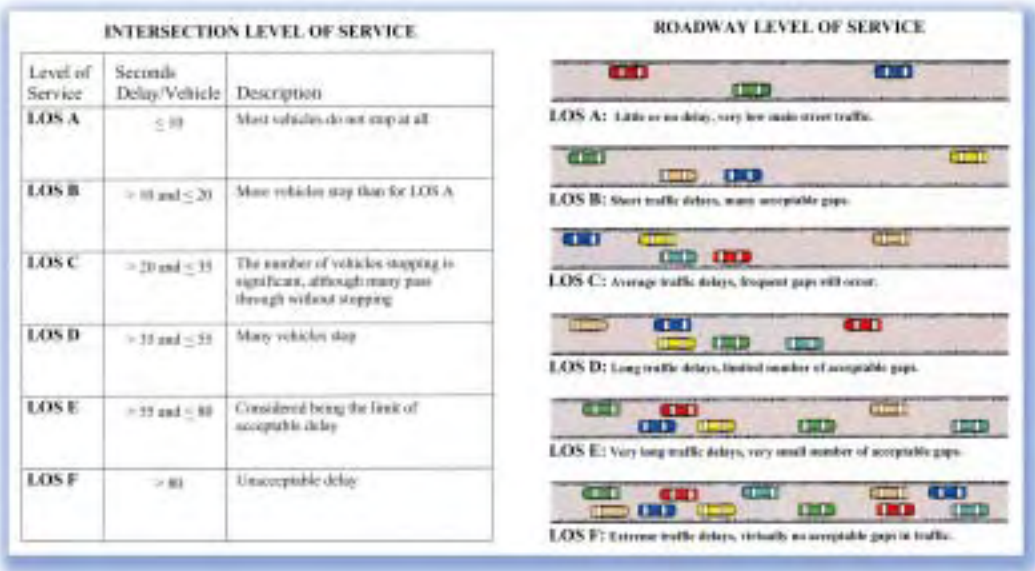 INTERSECTION LEVEL OF SERVICE
Level of Service
Seconds Delay/Vehicle
Description
LOS A
≤ 10
Most vehicles do not stop at all
LOS B
> 10 and ≤ 20
More vehicles stop than for LOS A
LOS C
> 20 and ≤ 35
The number of vehicles stopping is
significant, although many pass
through without stopping
LOS D
> 35 and ≤ 55
Many vehicles stop
LOS E
> 55 and ≤ 80
Considered being the limit of
acceptable delay
LOS F
> 80
Unacceptable delay
ROADWAY LEVEL OF SERVICE
LOS A: Little or no delay, very low main street traffic.
LOS B: Short traffic delays, many acceptable gaps.
LOS C: Average traffic delays, frequent gaps still occur.
LOS D: Long traffic delays, limited number of acceptable gaps.
LOS E: Very long traffic delays, very small number of acceptable gaps.
LOS F: Extreme traffic delays, virtually no acceptable gaps in traffic.